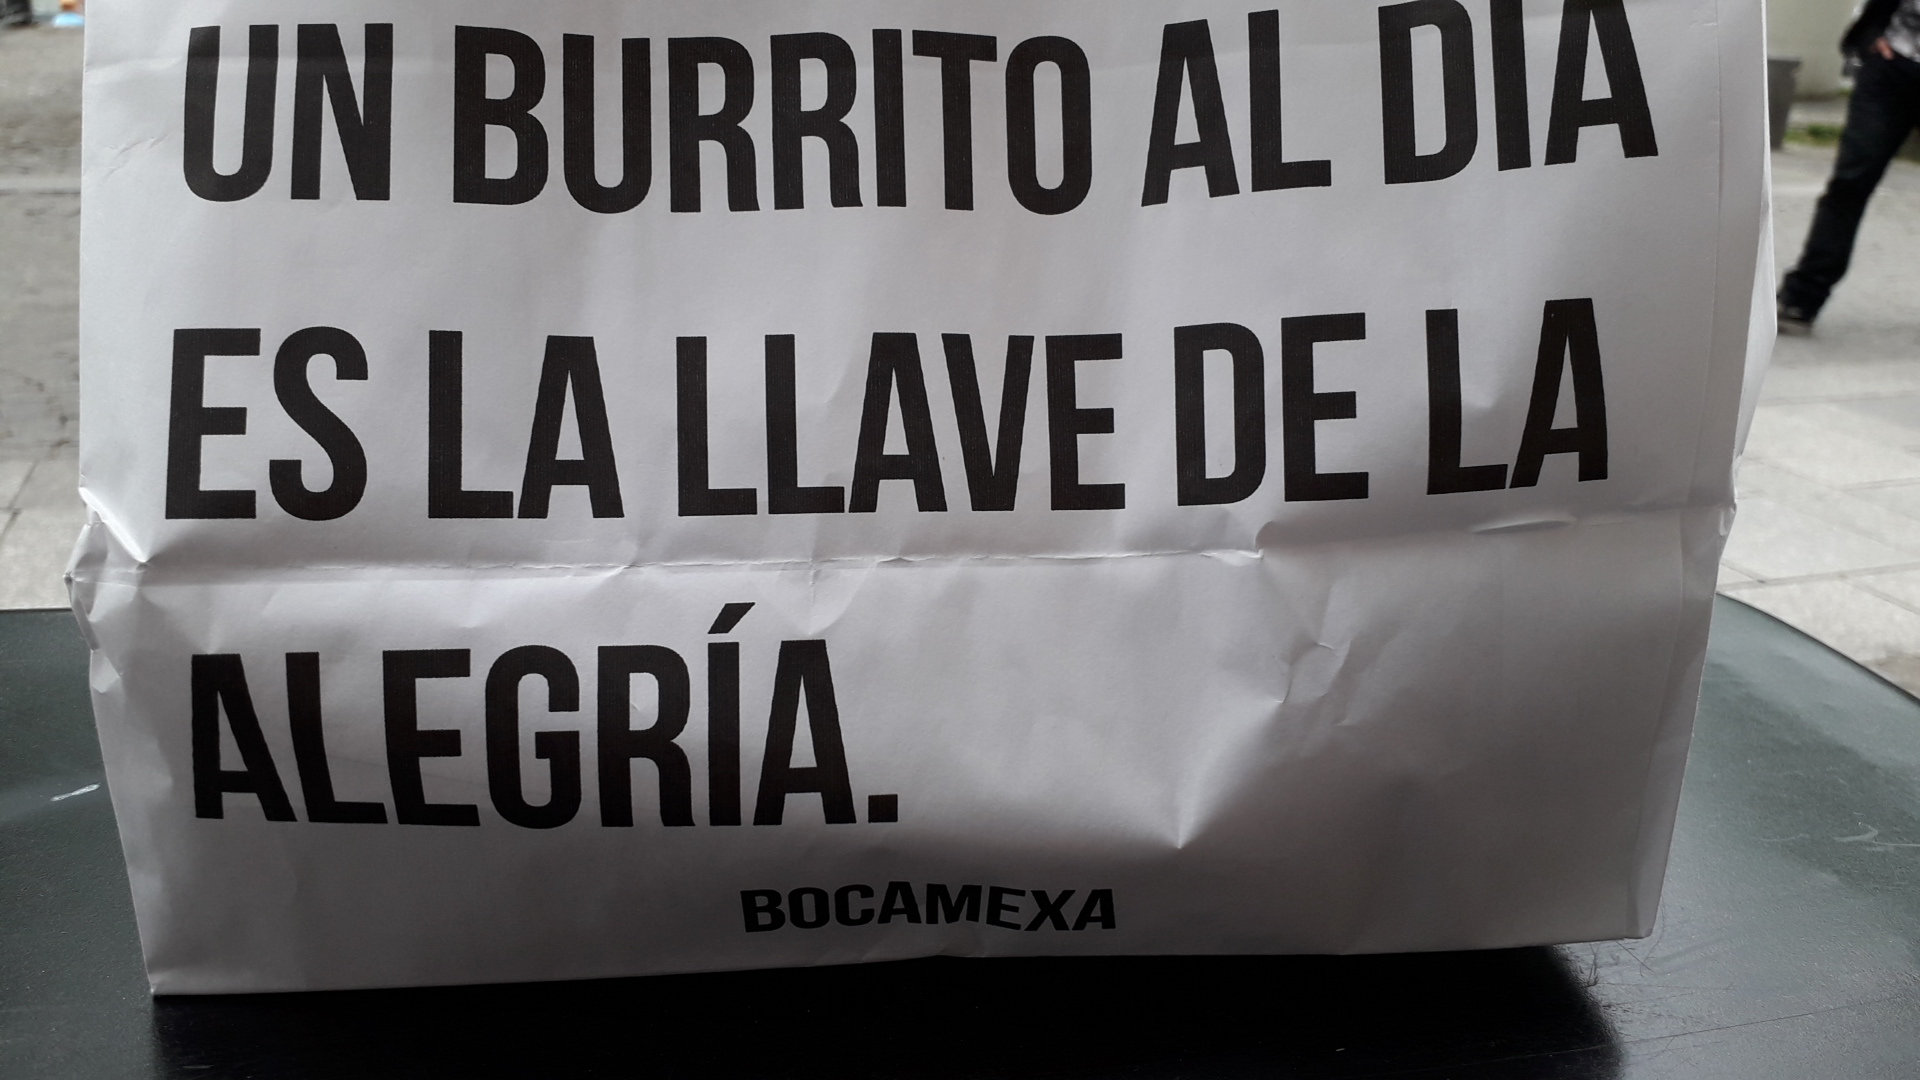 UN BURRITO AL DÍA
ES LA LLAVE DE LA
ALEGRÍA.
BOCAMEXA